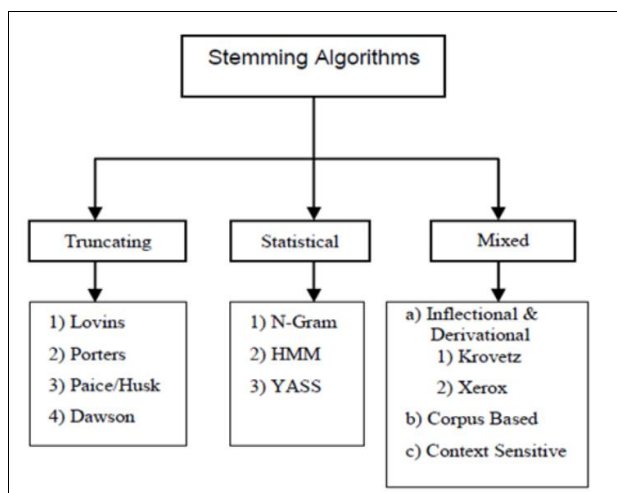 Stemming Algorithms
Truncating
Statistical
Mixed
1) Lovins
2) Porters
3) Paice/Husk
4) Dawson
1) N-Gram
2) HMM
3) YASS
a) Inflectional &
Derivational
1) Krovetz
2) Xerox
b) Corpus Based
c) Context Sensitive